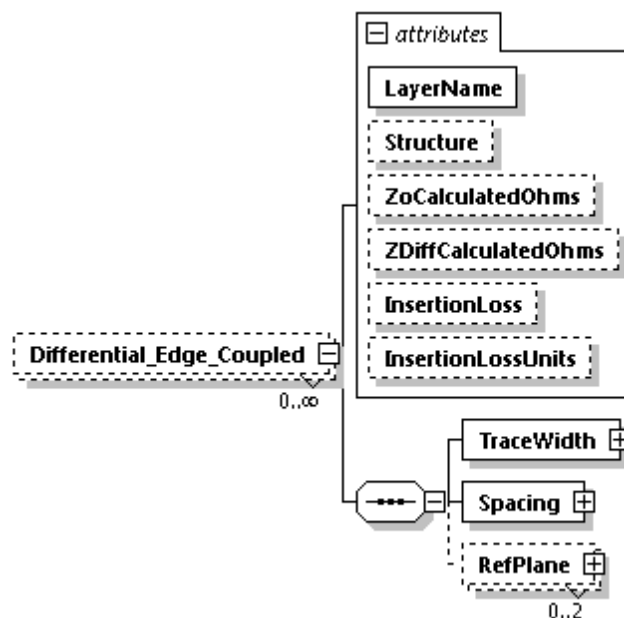 attributes
LayerName
Structure
ZoCalculatedOhms
ZDiffCalculatedOhms
InsertionLoss
InsertionLossUnits
Differential_Edge_Coupled
0..∞
TraceWidth
Spacing
RefPlane
0..2